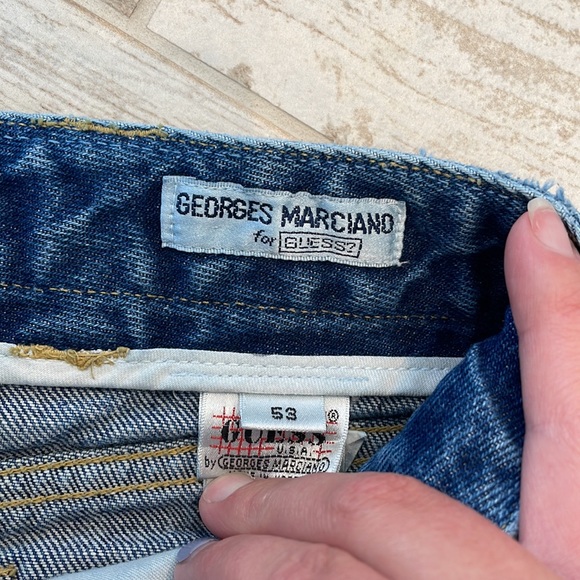 GEORGES MARCIANO
for GUESS?
53
GUESS ®
U.S.A.
by GEORGES MARCIANO